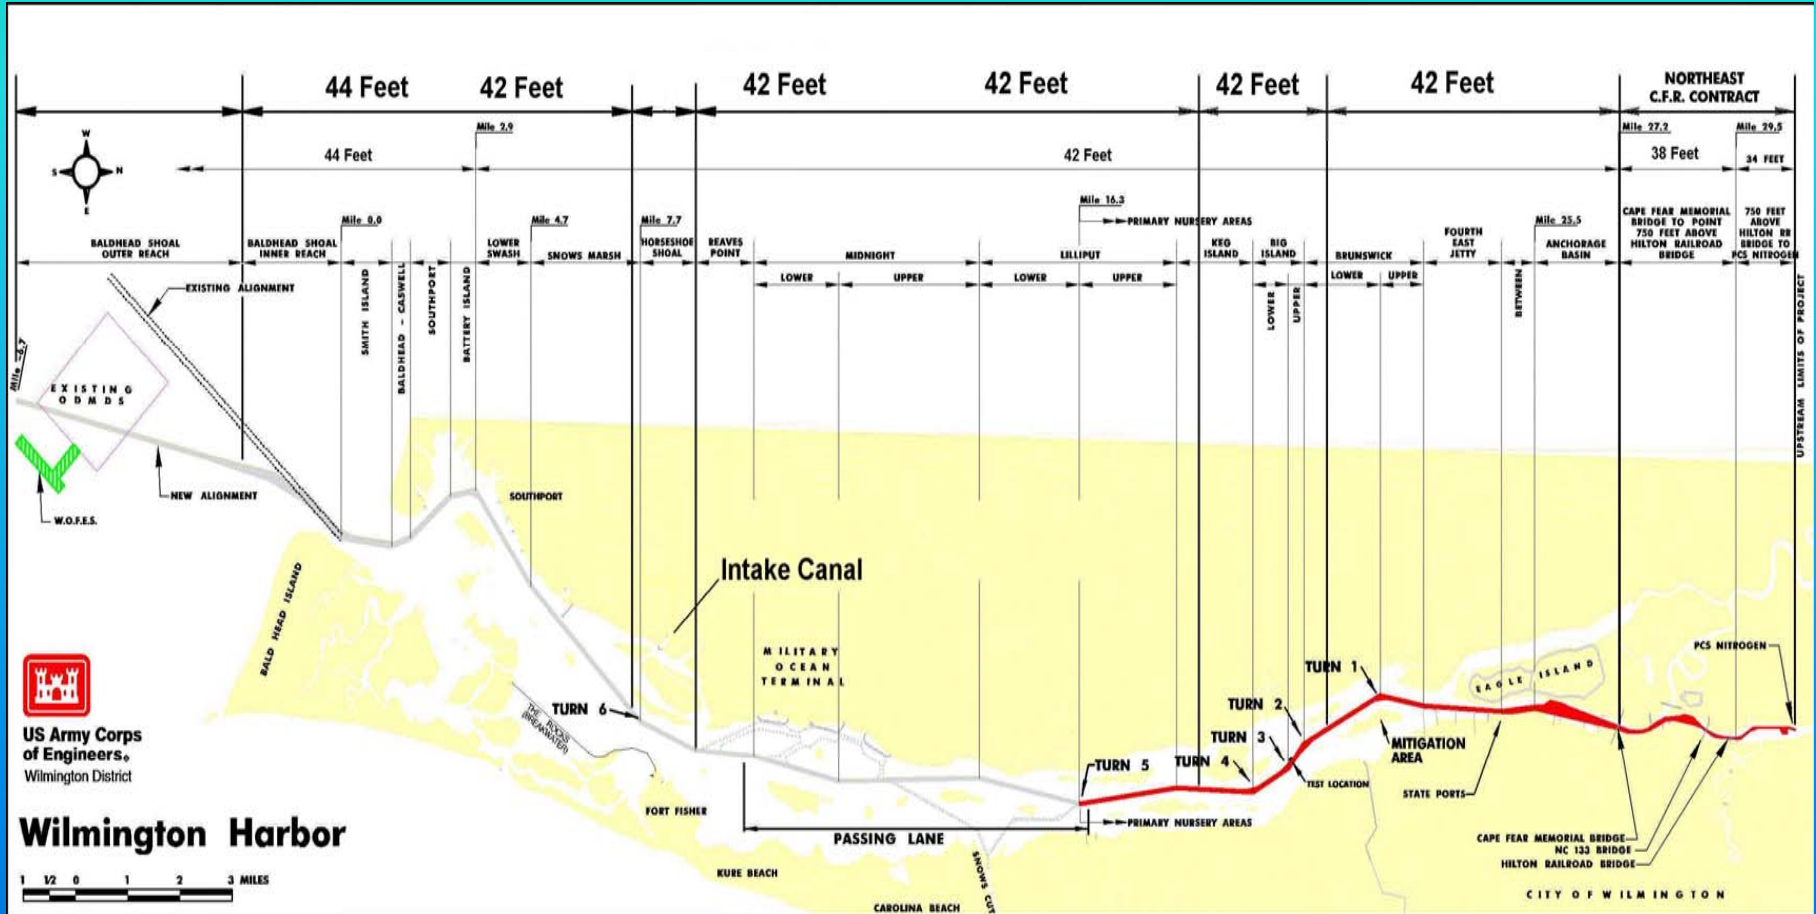 44 Feet
42 Feet
42 Feet
42 Feet
42 Feet
42 Feet
NORTHEAST
C.F.R. CONTRACT
Mile 2.9
Mile 27.2
Mile 29.5
44 Feet
42 Feet
38 Feet
34 FEET
W
S
N
E
Mile 0.0
Mile 4.7
Mile 7.7
Mile 16.3
PRIMARY NURSERY AREAS
Mile 25.5
BALDHEAD SHOAL
OUTER REACH
BALDHEAD SHOAL
INNER REACH
SMITH ISLAND
BALDHEAD - CASWELL
SOUTHPORT
BATTERY ISLAND
LOWER
SWASH
SNOWS MARSH
HORSESHOE
SHOAL
REAVES
POINT
MIDNIGHT
LOWER
UPPER
LILLIPUT
LOWER
UPPER
KEG
ISLAND
BIG
ISLAND
LOWER
UPPER
BRUNSWICK
LOWER
UPPER
FOURTH
EAST
JETTY
BETWEEN
ANCHORAGE
BASIN
CAPE FEAR MEMORIAL
BRIDGE TO POINT
750 FEET ABOVE
HILTON RAILROAD
BRIDGE
750 FEET
ABOVE
HILTON RR
BRIDGE TO
PCS NITROGEN
UPSTREAM LIMITS OF PROJECT
Mile -6.7
EXISTING ALIGNMENT
EXISTING
ODMDS
NEW ALIGNMENT
W.O.F.E.S.
SOUTHPORT
Intake Canal
BALD HEAD ISLAND
MILITARY
OCEAN
TERMINAL
THE ROCKS
(BREAKWATER)
TURN 6
TURN 5
TURN 4
TURN 3
TURN 2
TURN 1
EAGLE ISLAND
PCS NITROGEN
MITIGATION
AREA
TEST LOCATION
STATE PORTS
FORT FISHER
PASSING LANE
PRIMARY NURSERY AREAS
CAPE FEAR MEMORIAL BRIDGE
NC 133 BRIDGE
HILTON RAILROAD BRIDGE
KURE BEACH
SNOWS CUT
CAROLINA BEACH
CITY OF WILMINGTON
US Army Corps
of Engineers®
Wilmington District
Wilmington Harbor
1 1/2 0 1 2 3 MILES